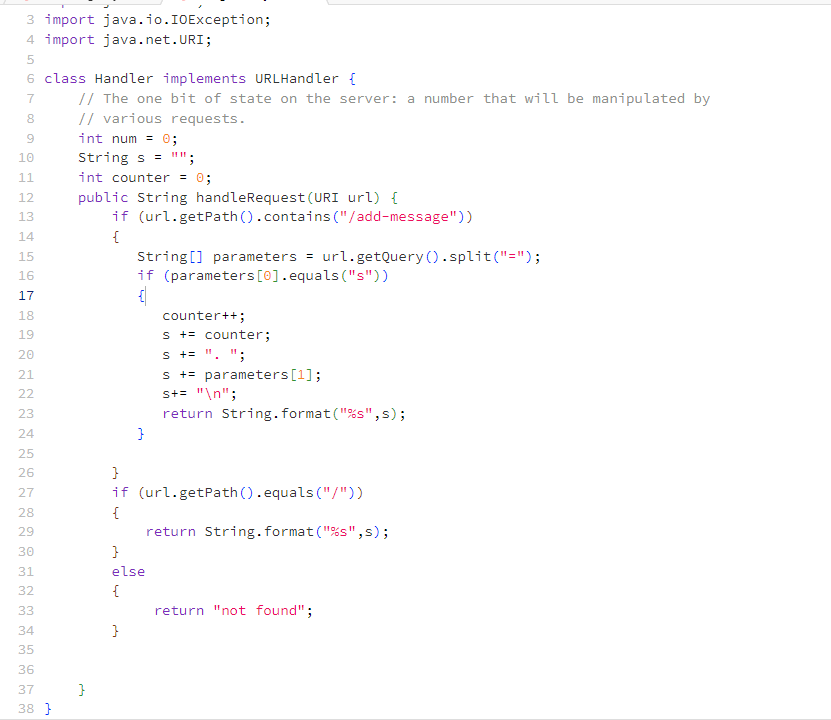 3 import java.io.IOException;
4 import java.net.URI;
5
6 class Handler implements URLHandler {
7     // The one bit of state on the server: a number that will be manipulated by
8     // various requests.
9     int num = 0;
10     String s = "";
11     int counter = 0;
12     public String handleRequest(URI url) {
13         if (url.getPath().contains("/add-message"))
14         {
15            String[] parameters = url.getQuery().split("=");
16            if (parameters[0].equals("s"))
17            {
18               counter++;
19               s += counter;
20               s += ". ";
21               s += parameters[1];
22               s+= "\n";
23               return String.format("%s",s);
24            }
25
26         }
27         if (url.getPath().equals("/"))
28         {
29             return String.format("%s",s);
30         }
31         else
32         {
33              return "not found";
34         }
35
36
37     }
38 }